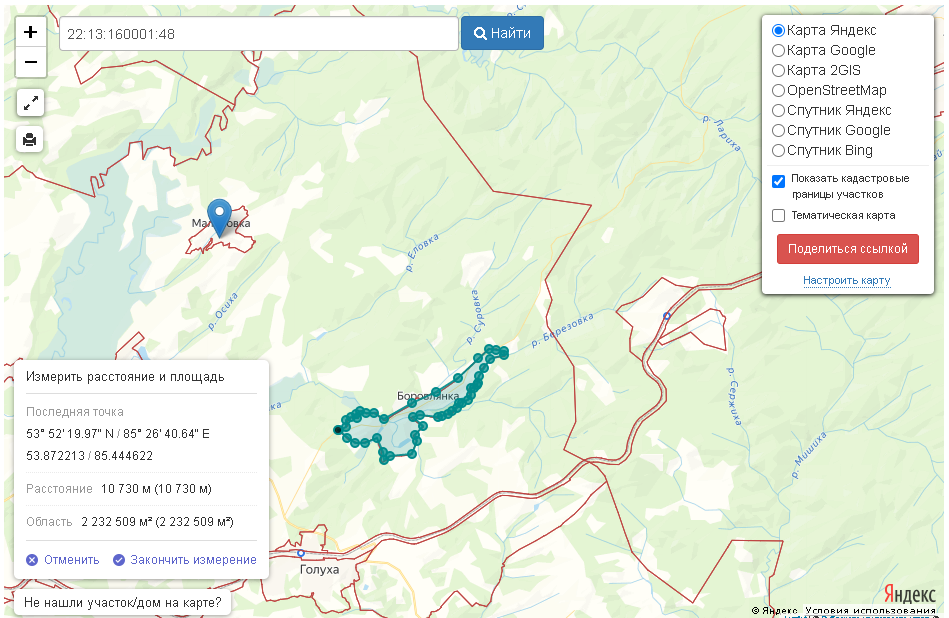 +
22:13:160001:48
Найти
−
Карта Яндекс
Карта Google
Карта 2GIS
OpenStreetMap
Спутник Яндекс
Спутник Google
Спутник Bing
Показать кадастровые
границы участков
Тематическая карта
Поделиться ссылкой
Настроить карту
р. Лариха
р. Еловка
р. Осиха
р. Суровка
р. Березовка
р. Сержиха
р. Мишиха
Боровлянка
Измерить расстояние и площадь
Последняя точка
53° 52' 19.97" N / 85° 26' 40.64" E
53.872213 / 85.444622
Расстояние 10 730 м (10 730 м)
Область 2 232 509 м² (2 232 509 м²)
Отменить Закончить измерение
Голуха
Не нашли участок/дом на карте?
Яндекс
© Яндекс Условия использования